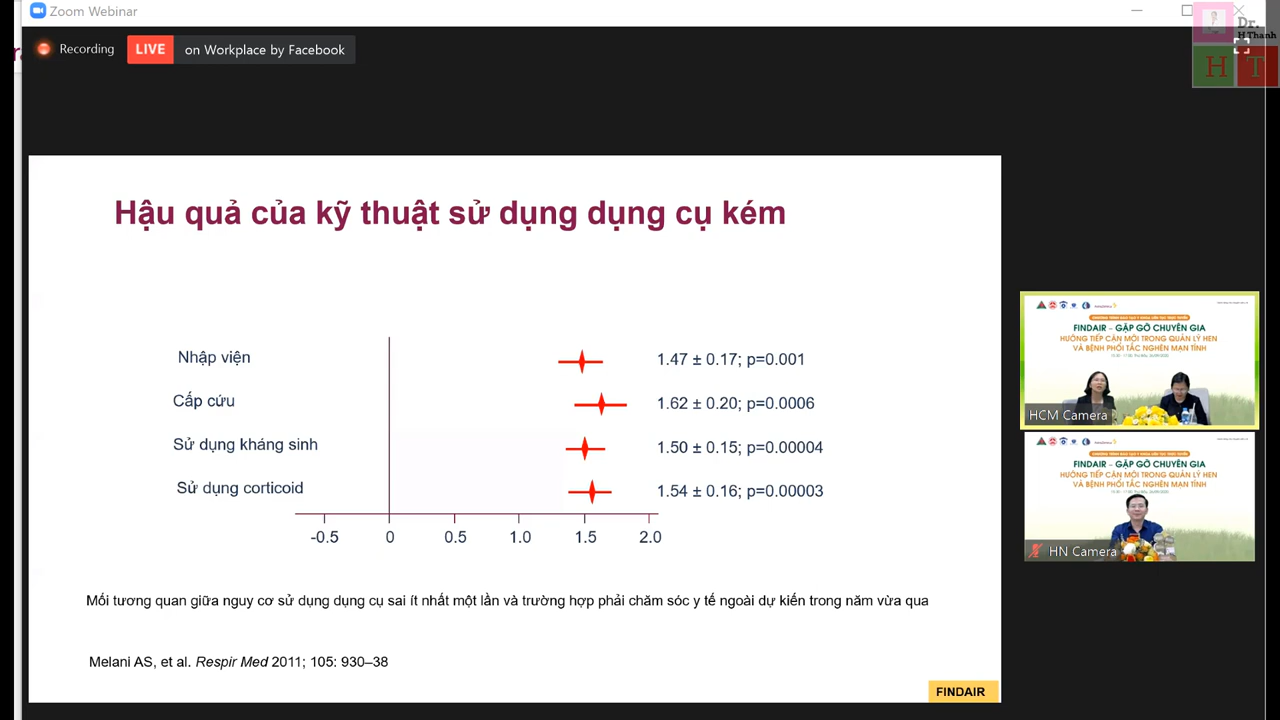 Zoom Webinar
Recording
LIVE
on Workplace by Facebook
Dr.
H Thanh
H T
Hậu quả của kỹ thuật sử dụng dụng cụ kém
Nhập viện
1.47 ± 0.17; p=0.001
Cấp cứu
1.62 ± 0.20; p=0.0006
Sử dụng kháng sinh
1.50 ± 0.15; p=0.00004
Sử dụng corticoid
1.54 ± 0.16; p=0.00003
-0.5 0 0.5 1.0 1.5 2.0
Mối tương quan giữa nguy cơ sử dụng dụng cụ sai ít nhất một lần và trường hợp phải chăm sóc y tế ngoài dự kiến trong năm vừa qua
Melani AS, et al. Respir Med 2011; 105: 930–38
FINDAIR
FINDAIR – GẶP GỠ CHUYÊN GIA
HƯỚNG TIẾP CẬN MỚI TRONG QUẢN LÝ HEN
VÀ BỆNH PHỔI TẮC NGHẼN MẠN TÍNH
HCM Camera
FINDAIR – GẶP GỠ CHUYÊN GIA
HƯỚNG TIẾP CẬN MỚI TRONG QUẢN LÝ HEN
VÀ BỆNH PHỔI TẮC NGHẼN MẠN TÍNH
HN Camera